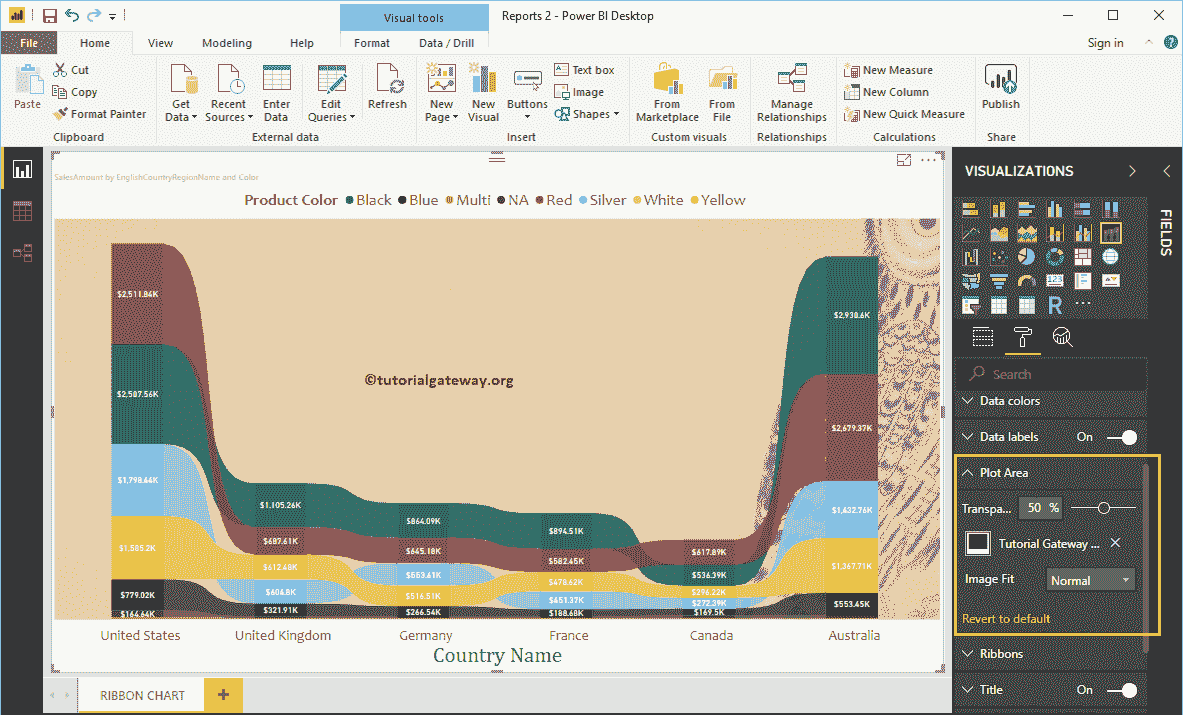 Visual tools
Reports 2 - Power BI Desktop
File Home View Modeling Help Format Data / Drill Sign in
Paste
Cut
Copy
Format Painter
Get Data
Recent Sources
Enter Data
Edit Queries
Refresh
New Page
New Visual
Buttons
Text box
Image
Shapes
From Marketplace
From File
Manage Relationships
New Measure
New Column
New Quick Measure
Publish
Clipboard External data Insert Custom visuals Relationships Calculations Share
SalesAmount by EnglishCountryRegionName and Color
Product Color Black Blue Multi NA Red Silver White Yellow
$2,511.84K
$2,507.56K
$1,798.64K
$1,585.2K
$779.02K
$164.64K
$1,105.26K
$687.61K
$612.48K
$604.8K
$321.91K
$864.09K
$645.18K
$553.61K
$516.51K
$266.54K
$894.51K
$582.45K
$478.62K
$451.37K
$188.68K
$617.89K
$536.39K
$296.22K
$272.39K
$169.5K
$2,938.6K
$2,679.37K
$1,432.76K
$1,367.71K
$553.45K
©tutorialgateway.org
United States United Kingdom Germany France Canada Australia
Country Name
RIBBON CHART +
VISUALIZATIONS
FIELDS
123
R
Search
Data colors
Data labels On
Plot Area
Transpa... 50 %
Tutorial Gateway ...
Image Fit Normal
Revert to default
Ribbons
Title On